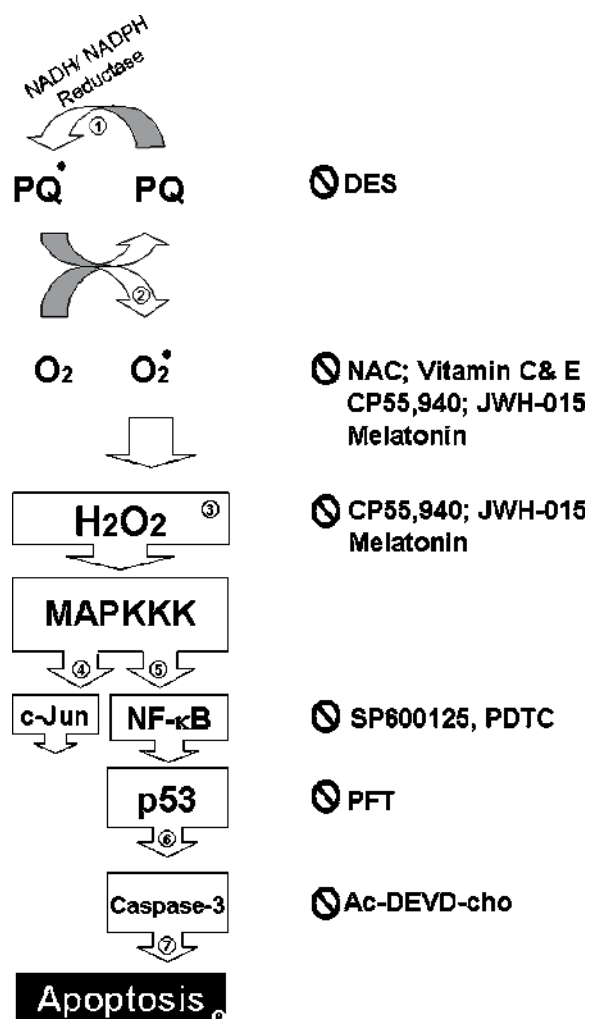 NADH/ NADPH
Reductase
①
PQ• PQ
DES
②
O2 O2•
NAC; Vitamin C& E
CP55,940; JWH-015
Melatonin
H2O2 ③
CP55,940; JWH-015
Melatonin
MAPKKK
④ ⑤
c-Jun NF-κB
SP600125, PDTC
p53
PFT
⑥
Caspase-3
Ac-DEVD-cho
⑦
Apoptosis